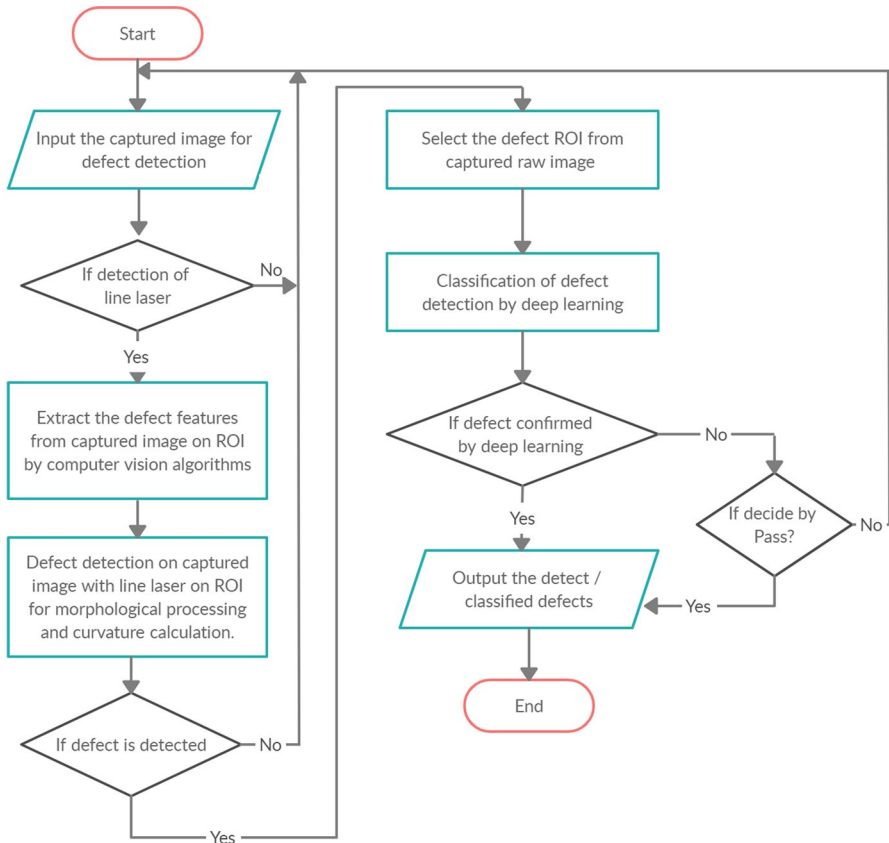 Start
Input the captured image for
defect detection
If detection of
line laser
No
Yes
Extract the defect features
from captured image on ROI
by computer vision algorithms
Defect detection on captured
image with line laser on ROI
for morphological processing
and curvature calculation.
If defect is detected
No
Yes
Select the defect ROI from
captured raw image
Classification of defect
detection by deep learning
If defect confirmed
by deep learning
No
Yes
If decide by
Pass?
No
Yes
Output the detect /
classified defects
End